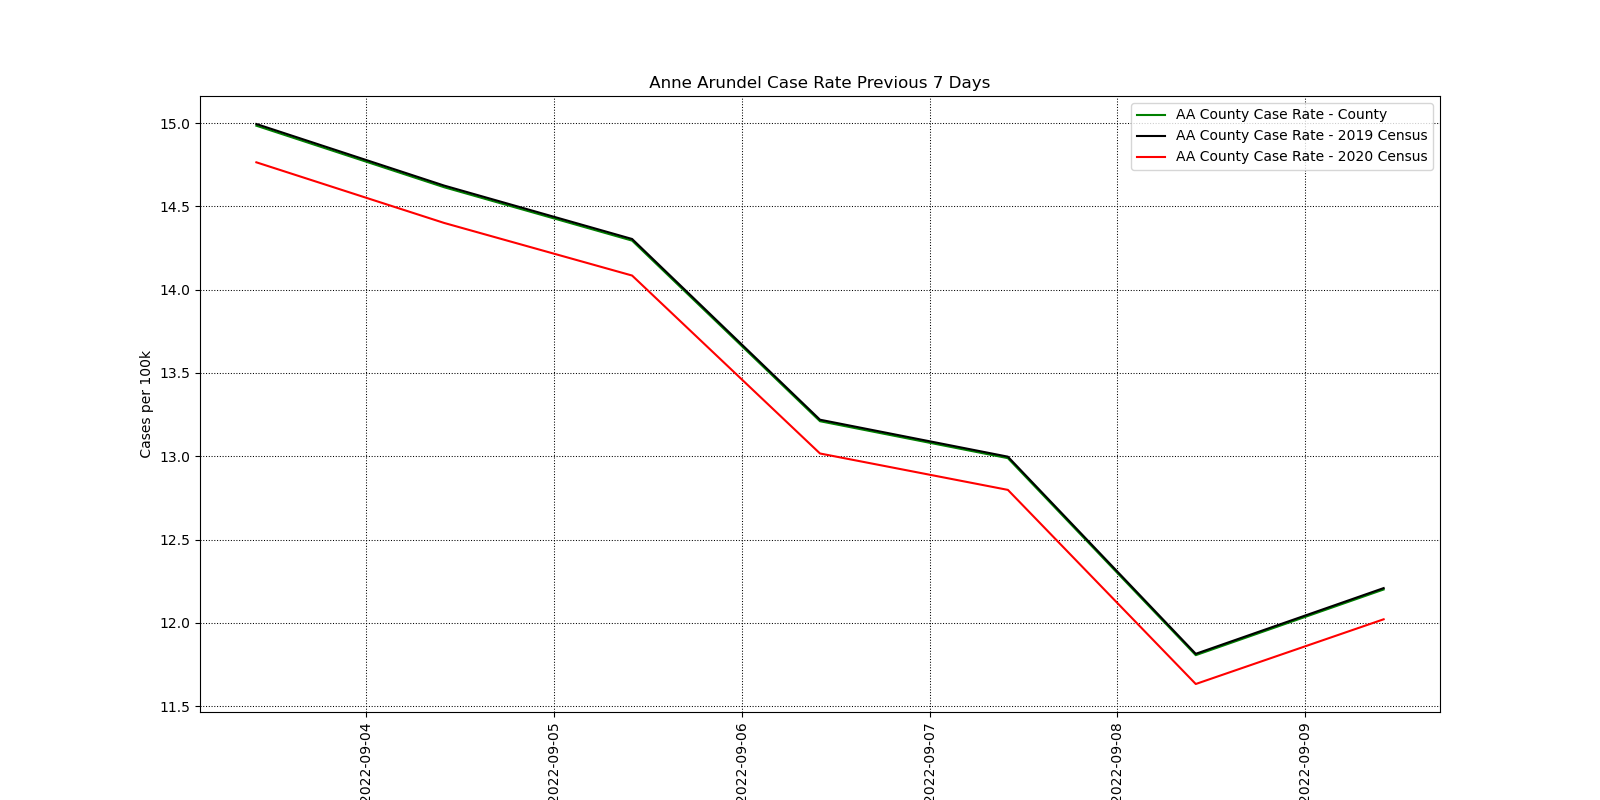 Anne Arundel Case Rate Previous 7 Days
AA County Case Rate - County
AA County Case Rate - 2019 Census
AA County Case Rate - 2020 Census
15.0
14.5
14.0
13.5
13.0
12.5
12.0
11.5
Cases per 100k
2022-09-04
2022-09-05
2022-09-06
2022-09-07
2022-09-08
2022-09-09